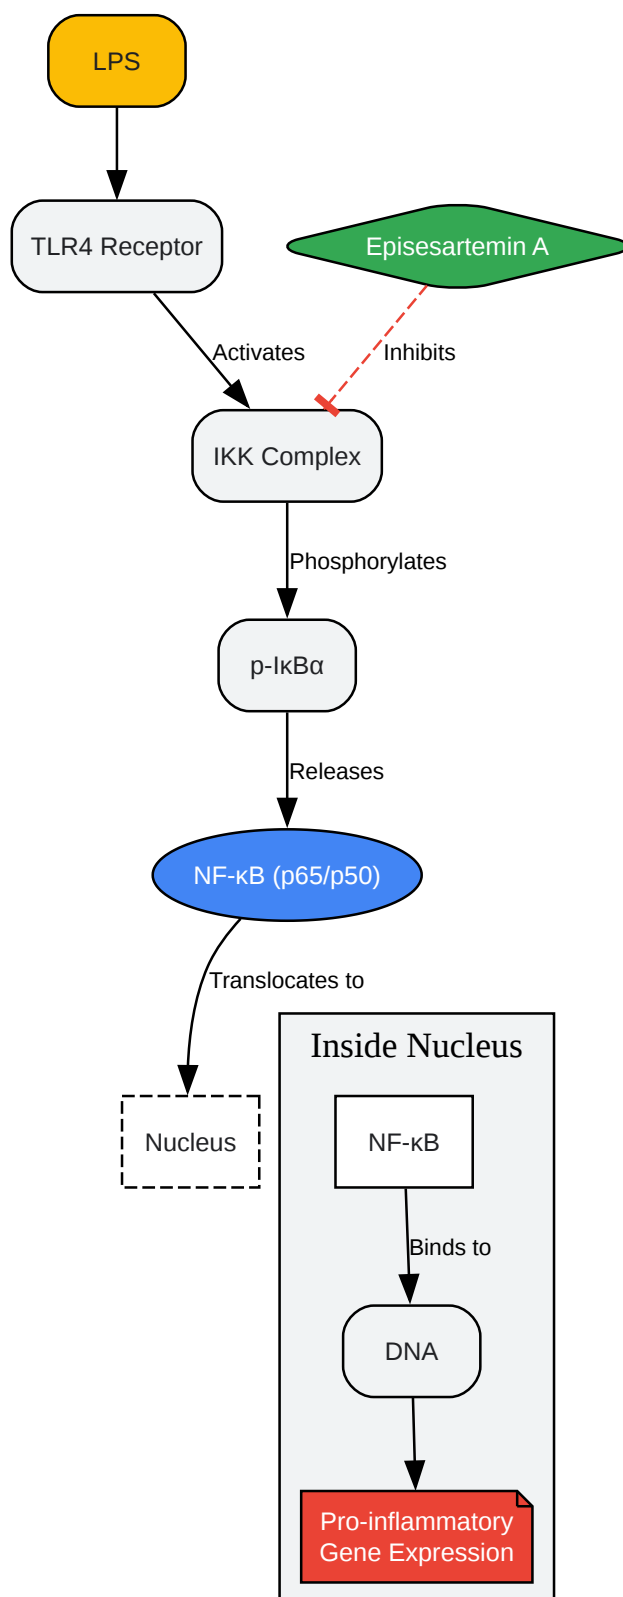 LPS
TLR4 Receptor
Episesartemin A
Activates
Inhibits
IKK Complex
Phosphorylates
p-IκBα
Releases
NF-κB (p65/p50)
Translocates to
Inside Nucleus
Nucleus
NF-κB
Binds to
DNA
Pro-inflammatory
Gene Expression